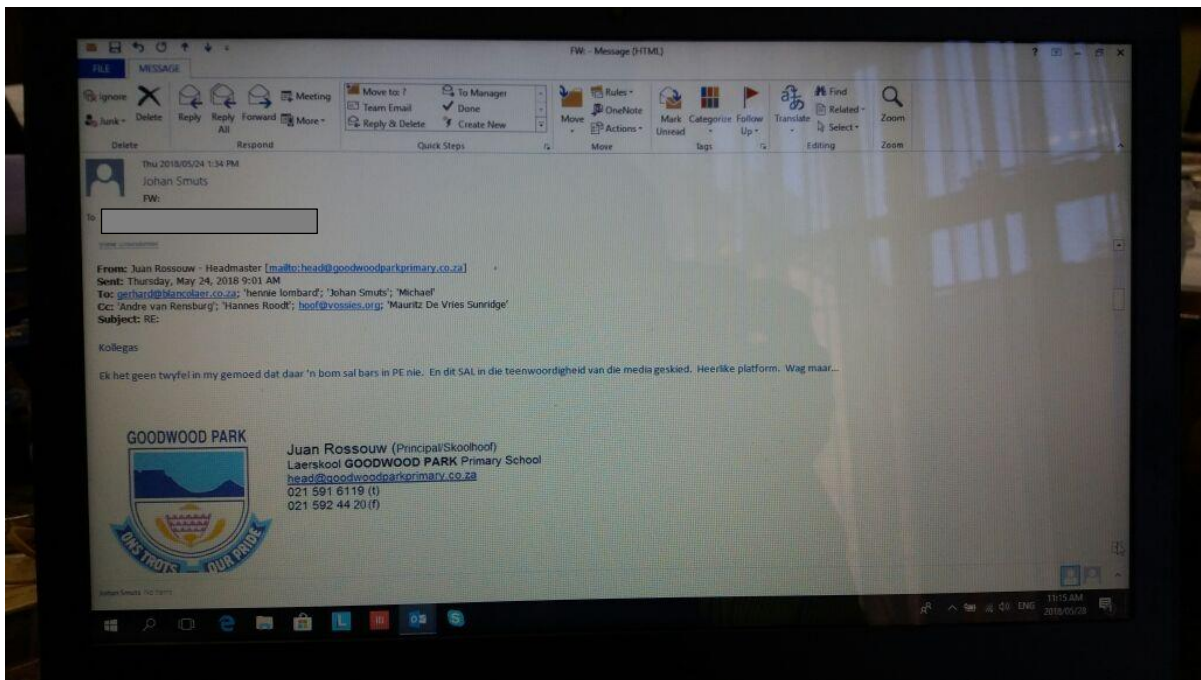 FW: - Message (HTML)
FILE MESSAGE
Ignore
Junk
Delete
Reply
Reply All
Forward
Meeting
More
Move to: ?
Team Email
Reply & Delete
To Manager
Done
Create New
Move
Rules
OneNote
Actions
Mark Unread
Categorize
Follow Up
Translate
Find
Related
Select
Zoom
Delete Respond Quick Steps Move Tags Editing Zoom
Thu 2018/05/24 1:34 PM
Johan Smuts
FW:
To
From: Juan Rossouw - Headmaster [mailto:head@goodwoodparkprimary.co.za]
Sent: Thursday, May 24, 2018 9:01 AM
To: gerhard@blancolaer.co.za; 'hennie lombard'; 'Johan Smuts'; 'Michael'
Cc: 'Andre van Rensburg'; 'Hannes Roodt'; hoof@vossies.org; 'Mauritz De Vries Sunridge'
Subject: RE:
Kollegas
Ek het geen twyfel in my gemoed dat daar 'n bom sal bars in PE nie. En dit SAL in die teenwoordigheid van die media geskied. Heerlike platform. Wag maar...
GOODWOOD PARK
ONS TROTS – OUR PRIDE
Juan Rossouw (Principal/Skoolhoof)
Laerskool GOODWOOD PARK Primary School
head@goodwoodparkprimary.co.za
021 591 6119 (t)
021 592 44 20 (f)
Johan Smuts No Items
ENG
11:15 AM
2018/05/28